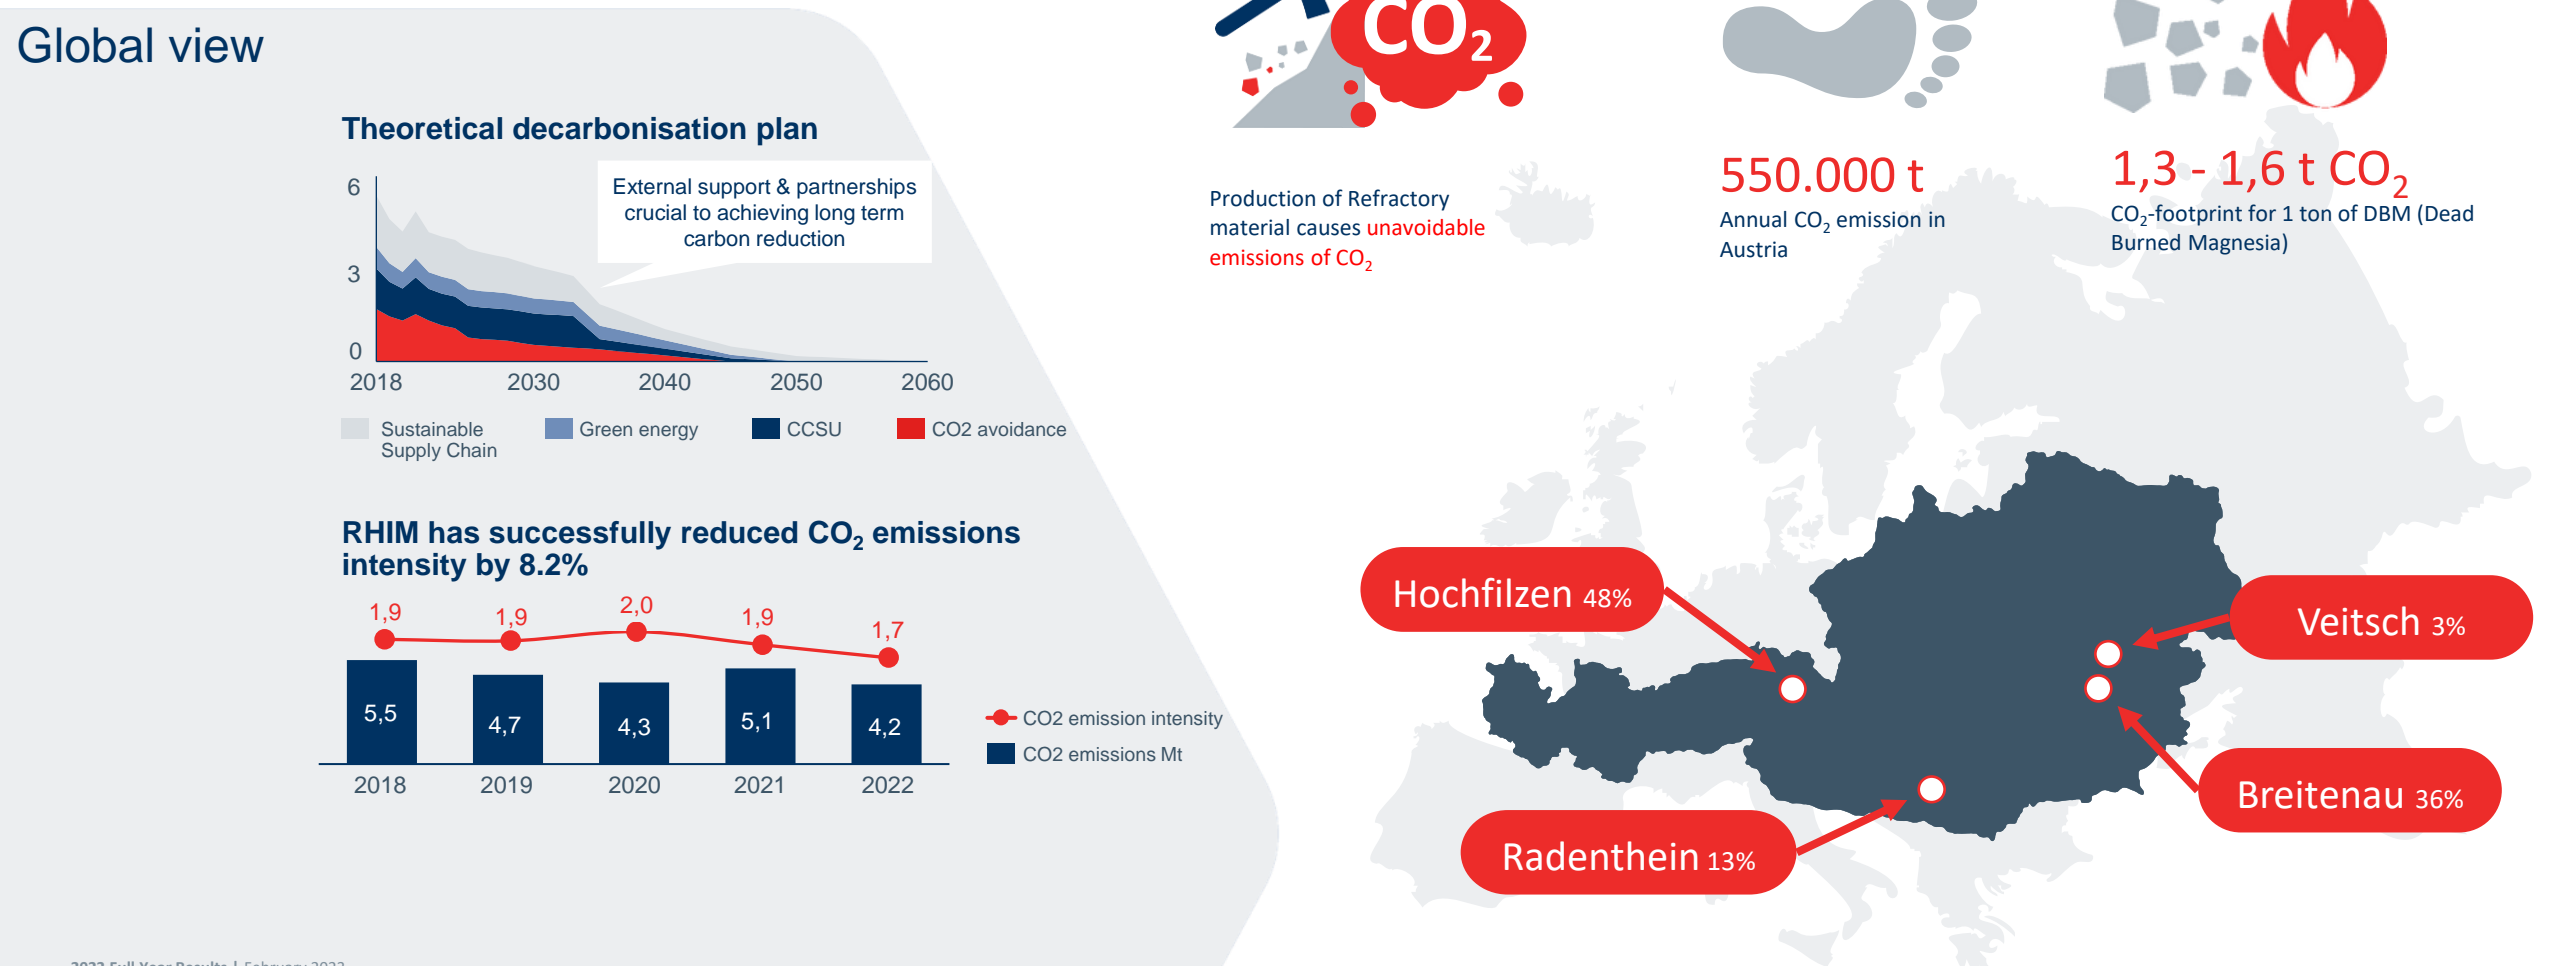 Global view
Theoretical decarbonisation plan
6
3
0
External support & partnerships
crucial to achieving long term
carbon reduction
2018 2030 2040 2050 2060
Sustainable
Supply Chain
Green energy
CCSU
CO2 avoidance
RHIM has successfully reduced CO₂ emissions
intensity by 8.2%
1,9 1,9 2,0 1,9 1,7
5,5 4,7 4,3 5,1 4,2
2018 2019 2020 2021 2022
CO2 emission intensity
CO2 emissions Mt
CO₂
Production of Refractory
material causes unavoidable
emissions of CO₂
550.000 t
Annual CO₂ emission in
Austria
1,3 - 1,6 t CO₂
CO₂-footprint for 1 ton of DBM (Dead
Burned Magnesia)
Hochfilzen 48%
Veitsch 3%
Breitenau 36%
Radenthein 13%